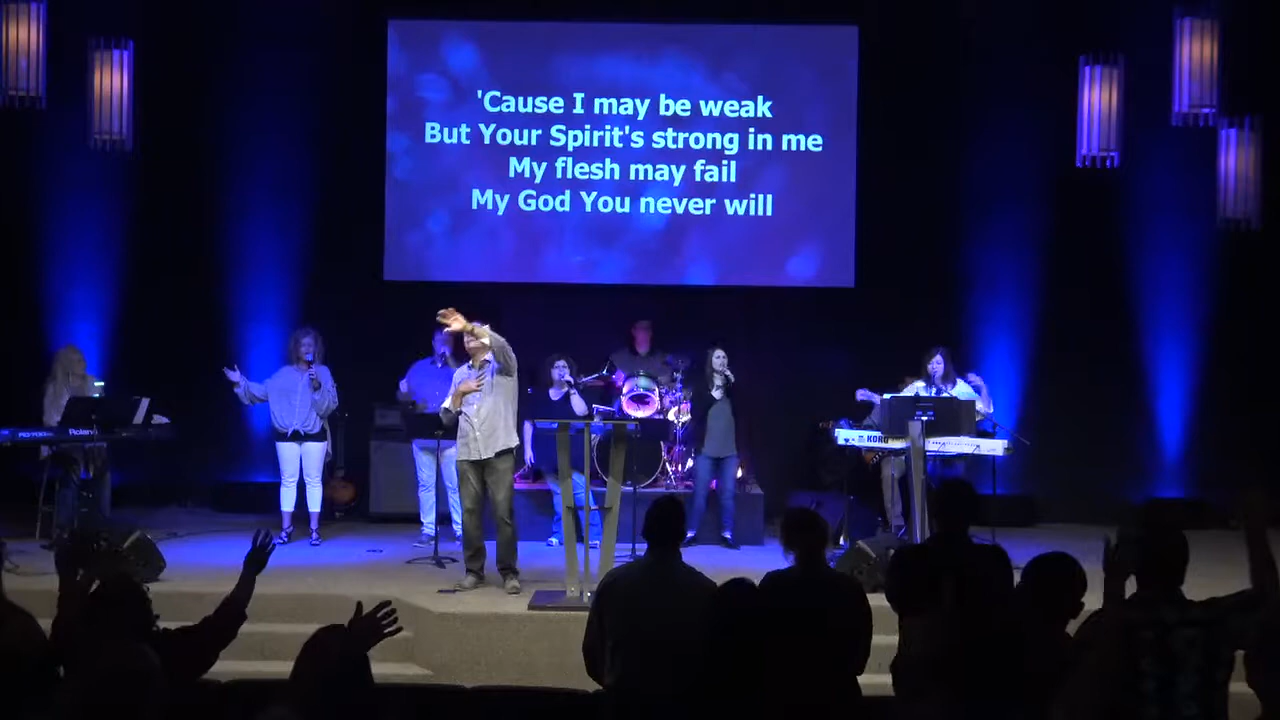 'Cause I may be weak
But Your Spirit's strong in me
My flesh may fail
My God You never will
Roland
KORG